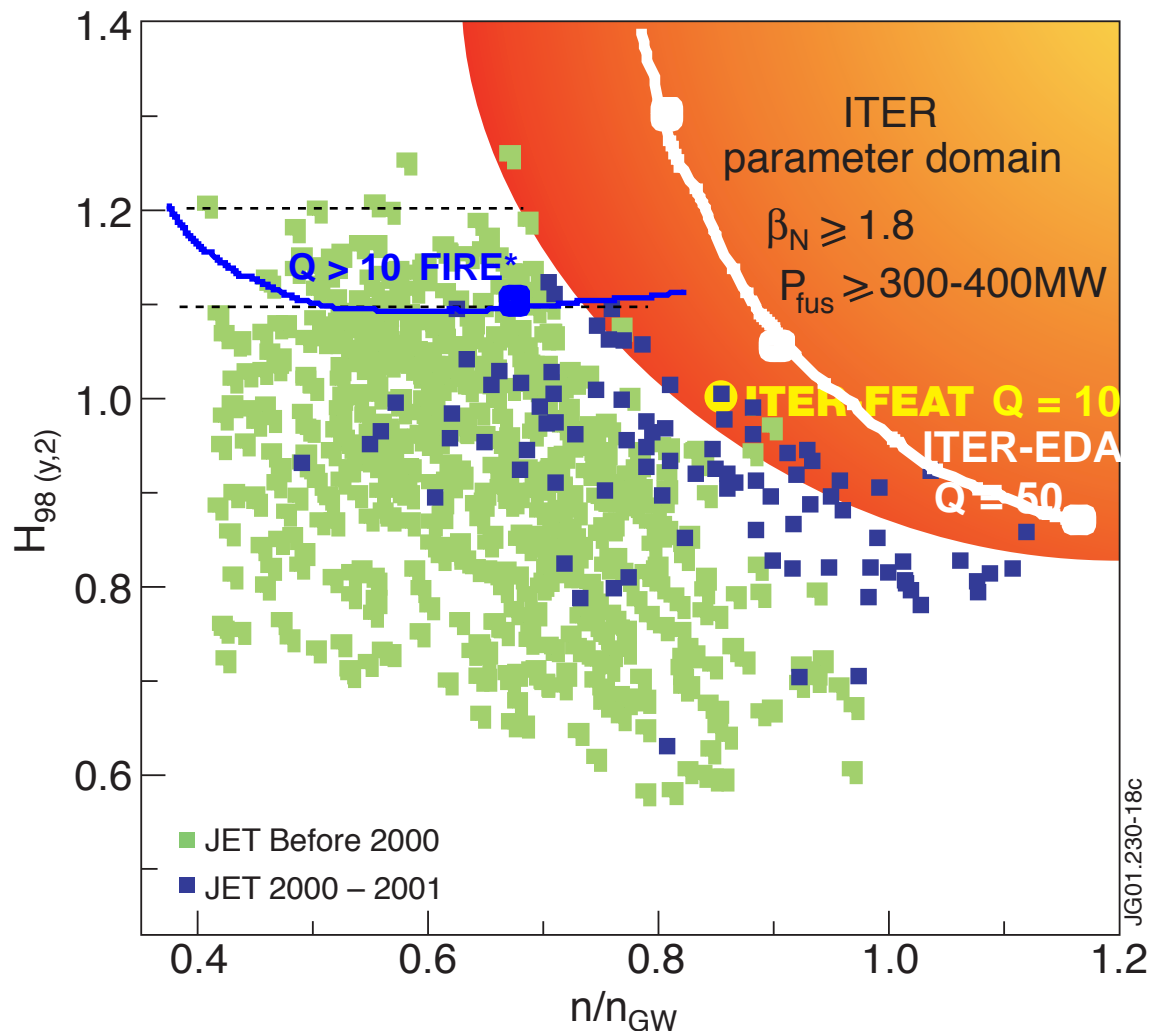 1.4
1.2
1.0
0.8
0.6
H98 (y,2)
ITER
parameter domain
βN ⩾ 1.8
Pfus ⩾ 300-400MW
Q > 10 FIRE*
ITER-FEAT Q = 10
ITER-EDA
Q = 50
JET Before 2000
JET 2000 – 2001
JG01.230-18c
0.4
0.6
0.8
1.0
1.2
n/nGW